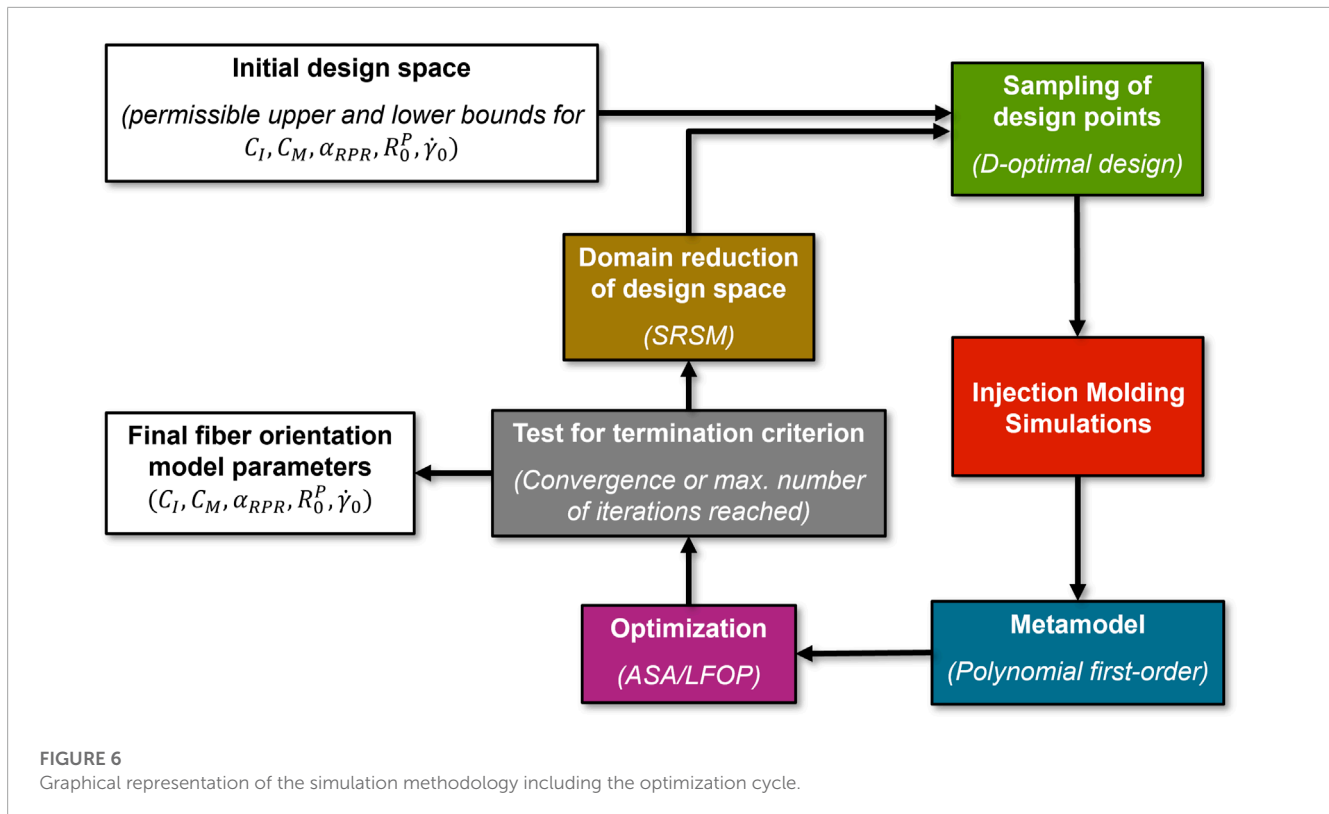 Initial design space
(permissible upper and lower bounds for
C_I, C_M, α_RPR, R_0^P, γ̇_0)
Sampling of
design points
(D-optimal design)
Domain reduction
of design space
(SRSM)
Injection Molding
Simulations
Final fiber orientation
model parameters
(C_I, C_M, α_RPR, R_0^P, γ̇_0)
Test for termination criterion
(Convergence or max. number
of iterations reached)
Optimization
(ASA/LFOP)
Metamodel
(Polynomial first-order)
FIGURE 6
Graphical representation of the simulation methodology including the optimization cycle.